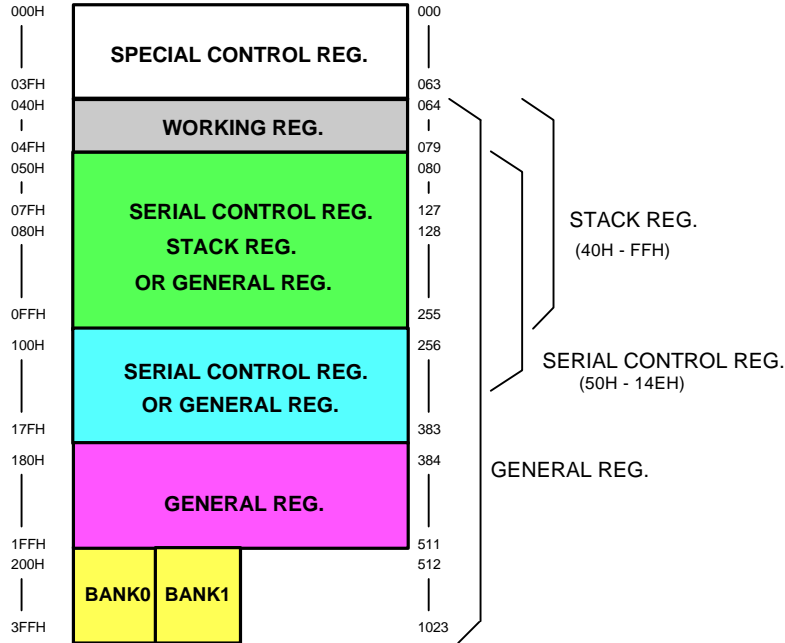 000H
000
SPECIAL CONTROL REG.
03FH
063
040H
064
WORKING REG.
04FH
079
050H
080
07FH
127
080H
128
SERIAL CONTROL REG.
STACK REG.
OR GENERAL REG.
STACK REG.
(40H - FFH)
0FFH
255
100H
256
SERIAL CONTROL REG.
OR GENERAL REG.
SERIAL CONTROL REG.
(50H - 14EH)
17FH
383
180H
384
GENERAL REG.
GENERAL REG.
1FFH
511
200H
512
BANK0
BANK1
3FFH
1023